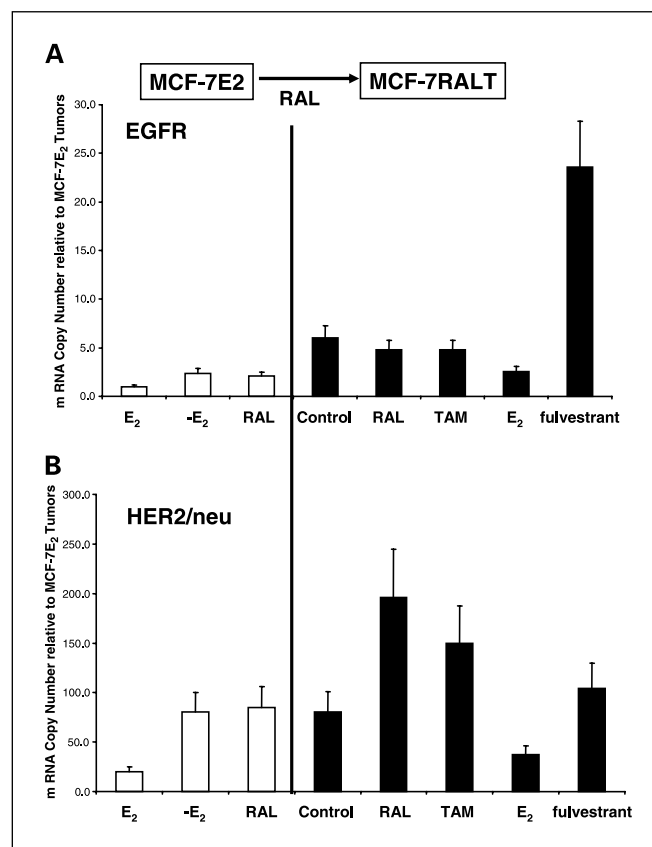 A
MCF-7E2
MCF-7RALT
RAL
EGFR
m RNA Copy Number relative to MCF-7E₂ Tumors
30.0
25.0
20.0
15.0
10.0
5.0
0.0
E₂ -E₂ RAL Control RAL TAM E₂ fulvestrant
B
HER2/neu
m RNA Copy Number relative to MCF-7E₂ Tumors
300.0
250.0
200.0
150.0
100.0
50.0
0.0
E₂ -E₂ RAL Control RAL TAM E₂ fulvestrant